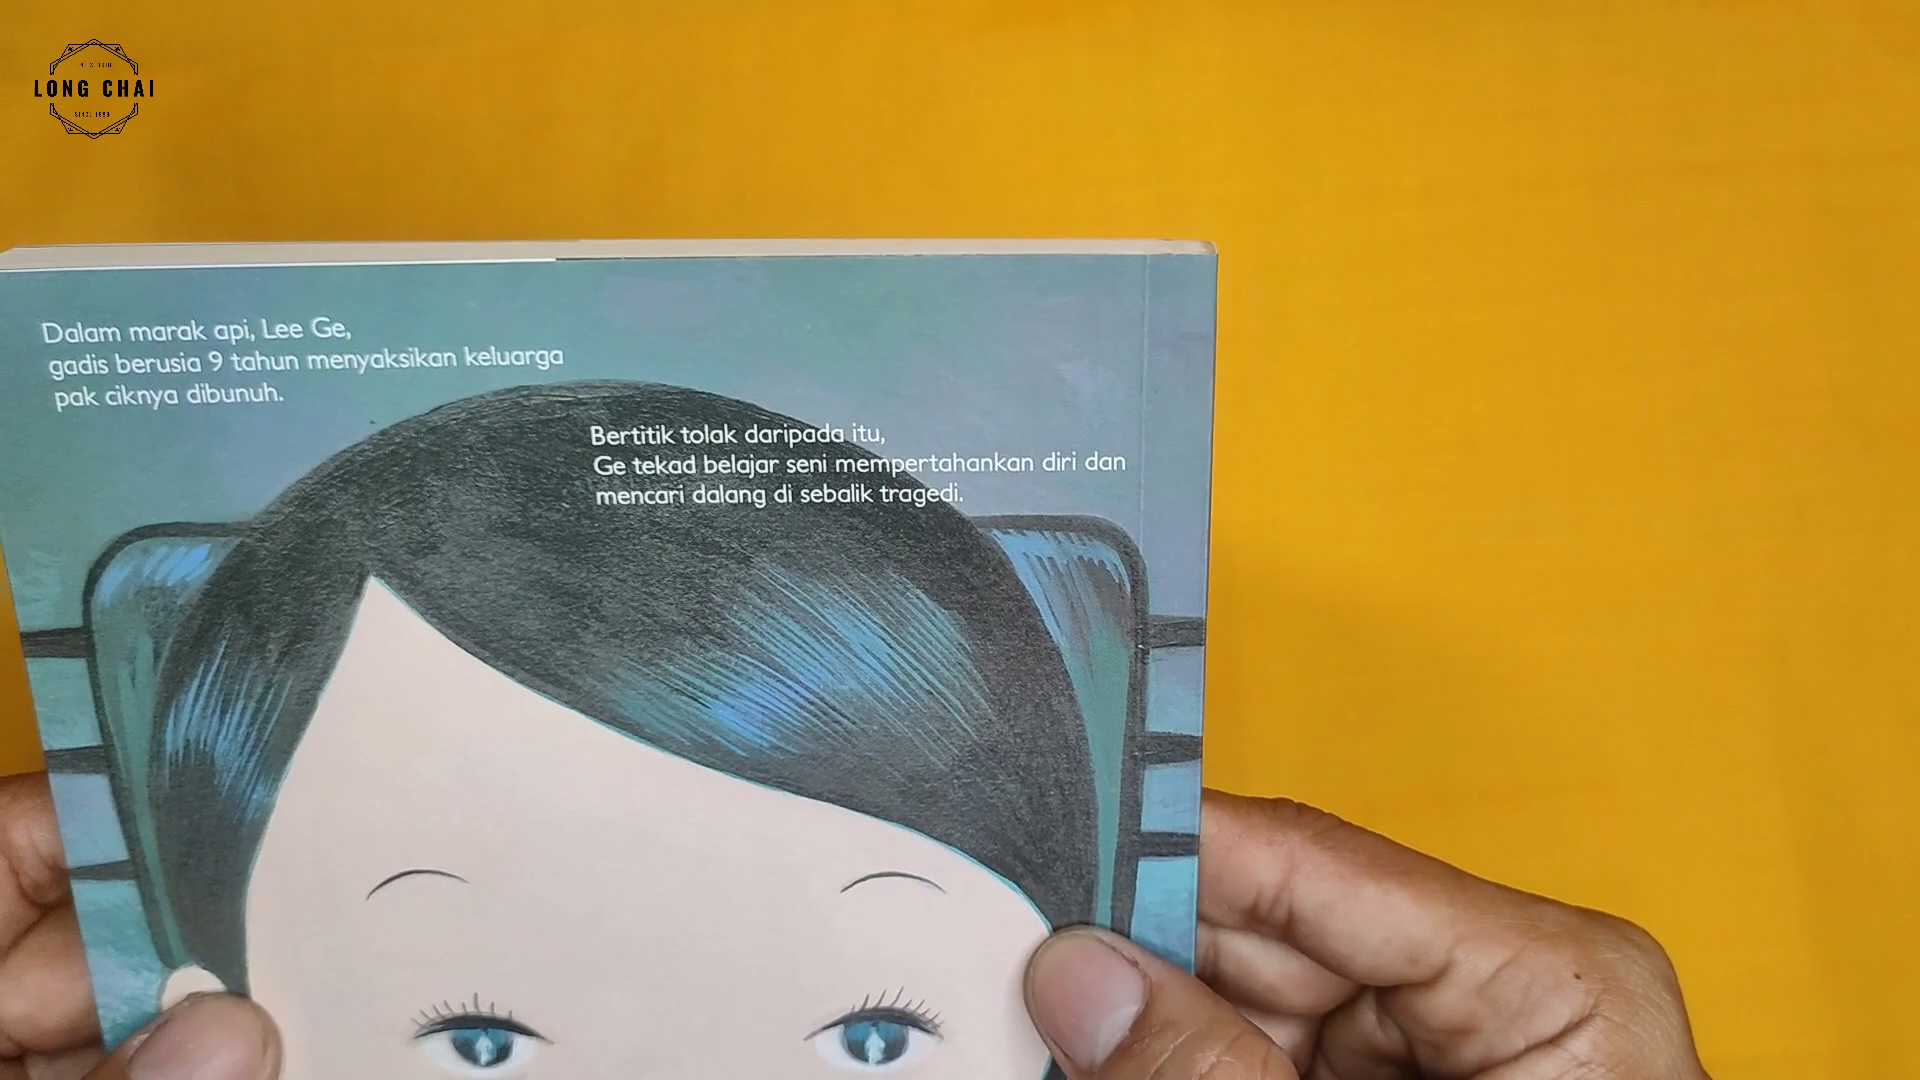 LONG CHAI
Dalam marak api, Lee Ge,
gadis berusia 9 tahun menyaksikan keluarga
pak ciknya dibunuh.
Bertitik tolak daripada itu,
Ge tekad belajar seni mempertahankan diri dan
mencari dalang di sebalik tragedi.